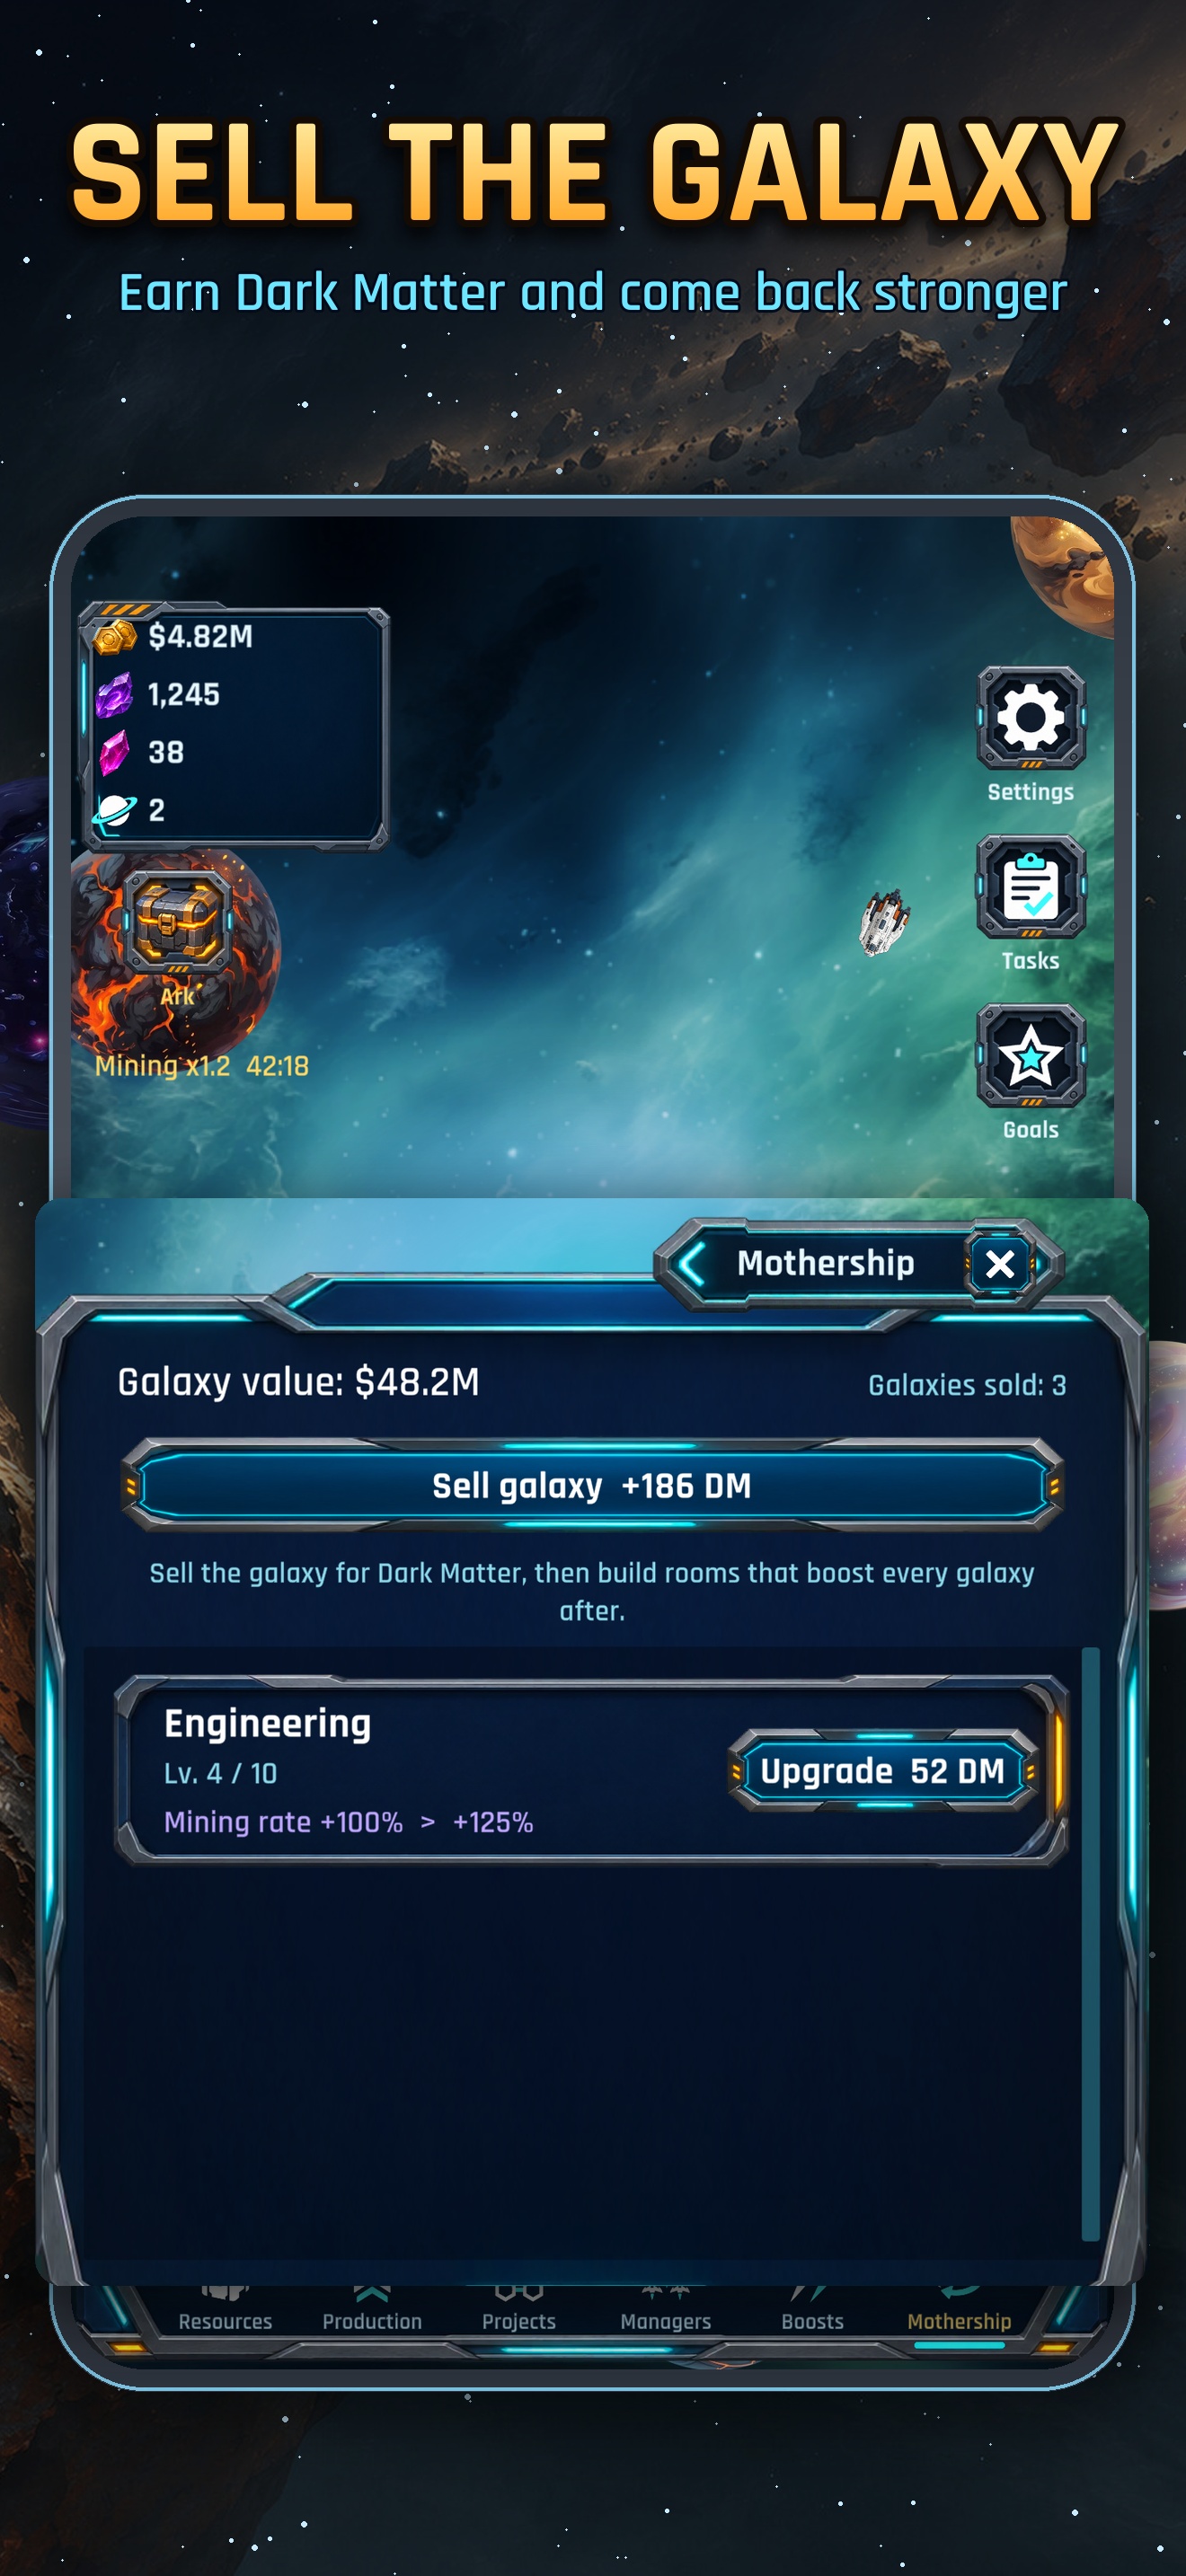 SELL THE GALAXY
Earn Dark Matter and come back stronger
$4.82M
1,245
38
2
Settings
Tasks
Ark
Mining x1.2 42:18
Goals
Mothership
Galaxy value: $48.2M
Galaxies sold: 3
Sell galaxy +186 DM
Sell the galaxy for Dark Matter, then build rooms that boost every galaxy
after.
Engineering
Lv. 4 / 10
Mining rate +100% > +125%
Upgrade 52 DM
Resources
Production
Projects
Managers
Boosts
Mothership